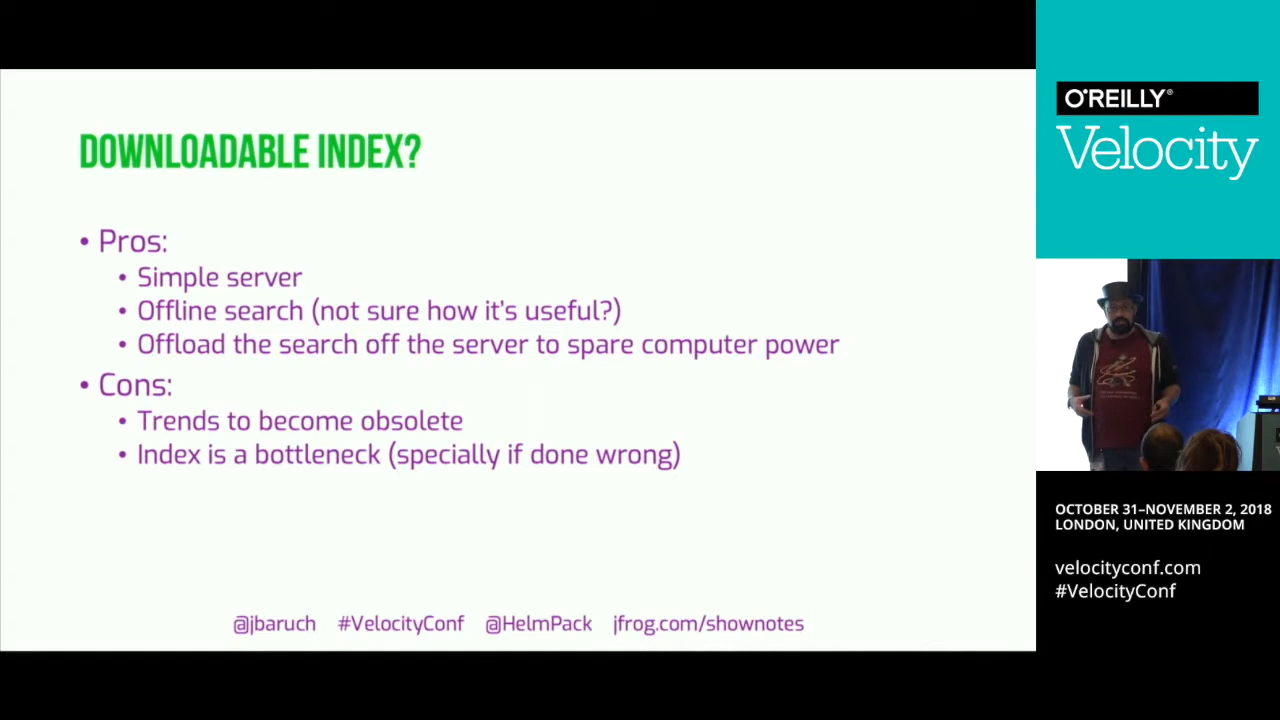 DOWNLOADABLE INDEX?
• Pros:
• Simple server
• Offline search (not sure how it's useful?)
• Offload the search off the server to spare computer power
• Cons:
• Trends to become obsolete
• Index is a bottleneck (specially if done wrong)
@jbaruch #VelocityConf @HelmPack jfrog.com/shownotes
O'REILLY®
Velocity
OCTOBER 31–NOVEMBER 2, 2018
LONDON, UNITED KINGDOM
velocityconf.com
#VelocityConf